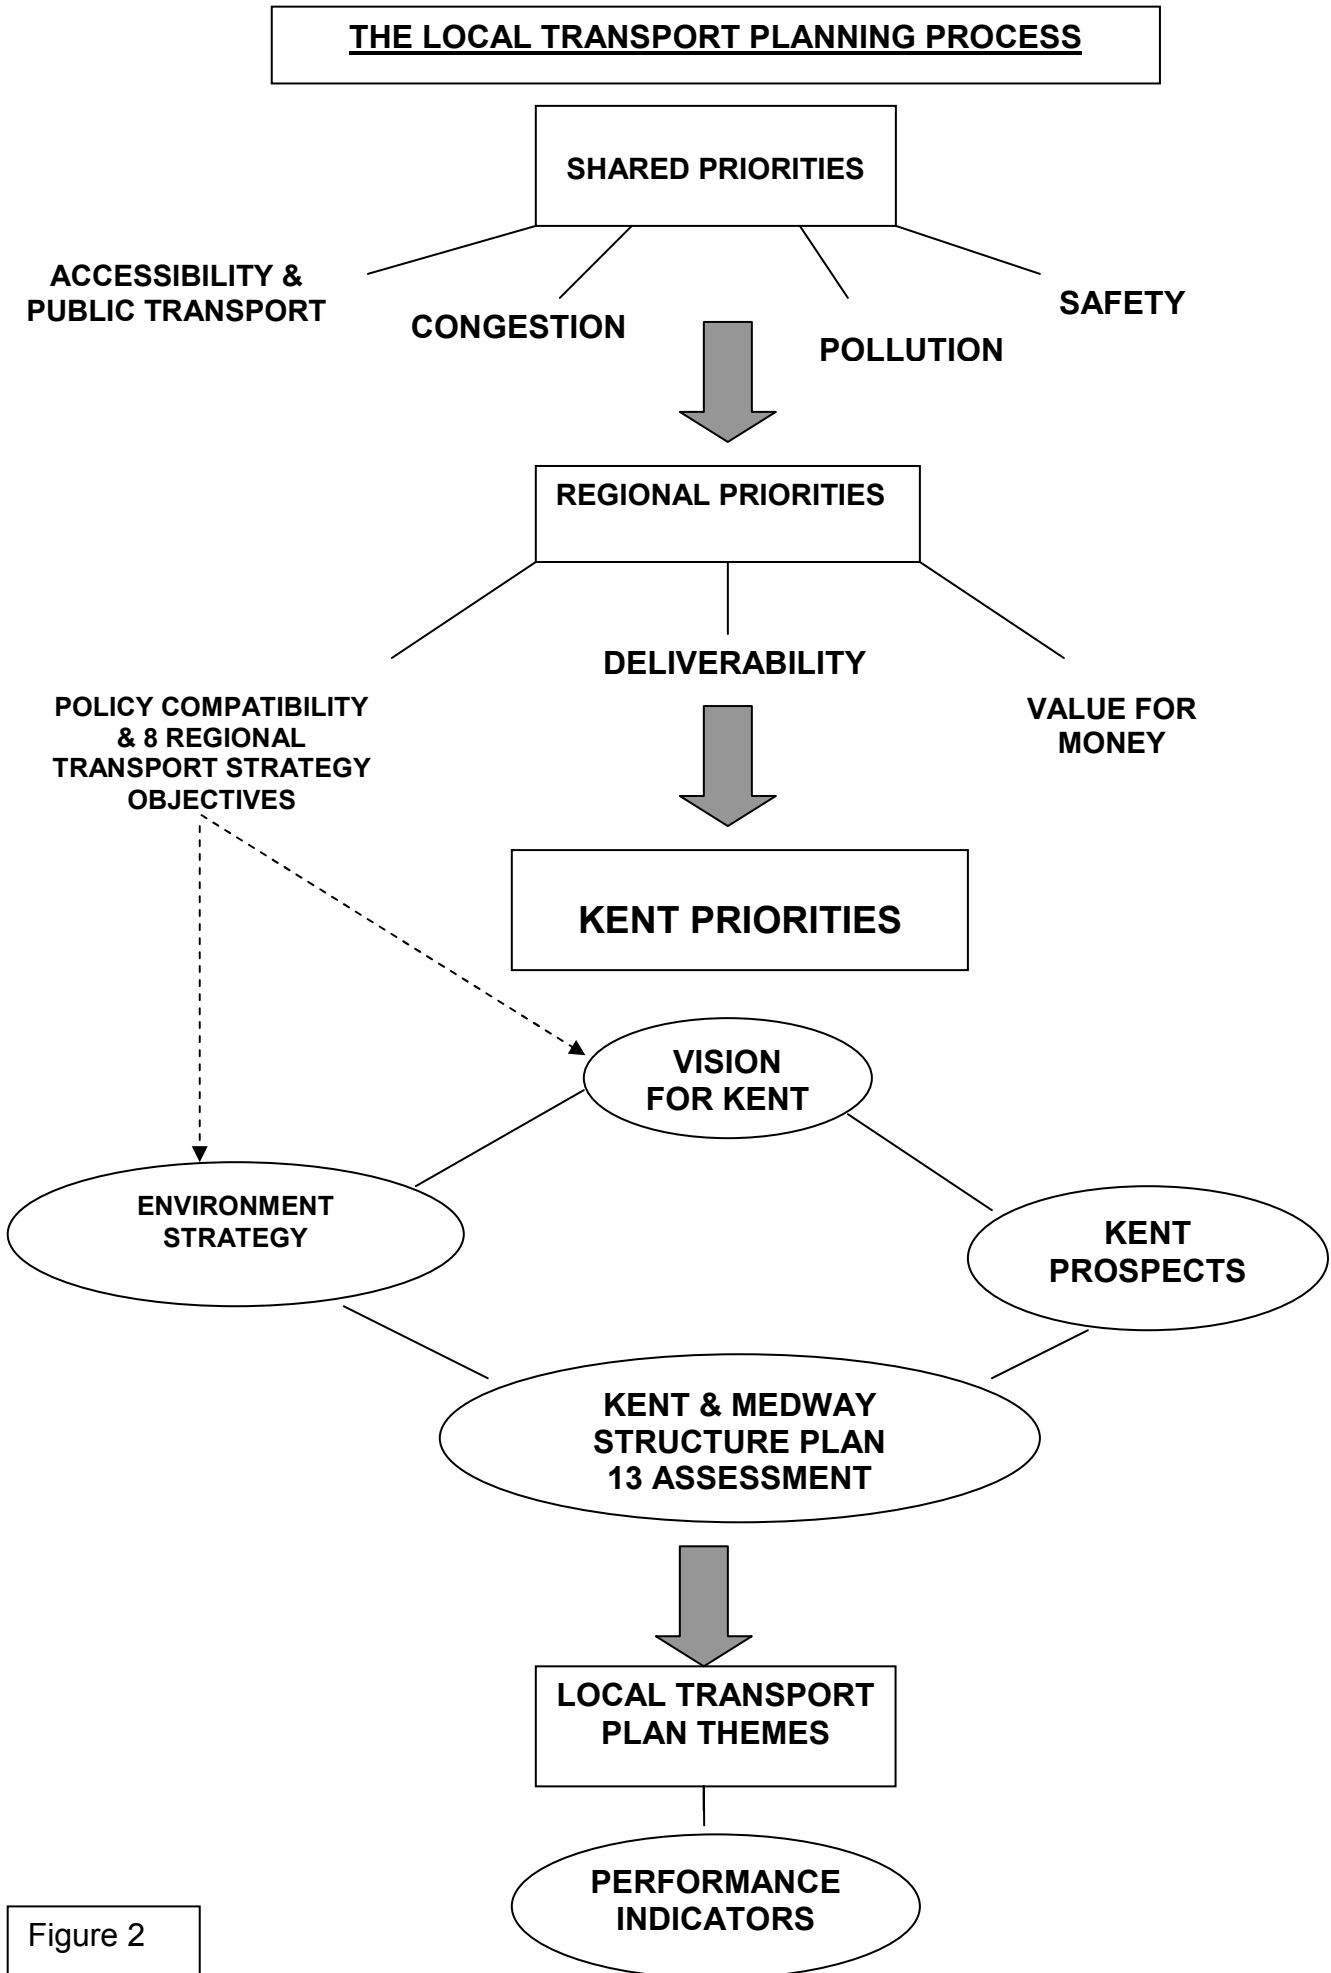 THE LOCAL TRANSPORT PLANNING PROCESS
SHARED PRIORITIES
ACCESSIBILITY &
PUBLIC TRANSPORT
CONGESTION
POLLUTION
SAFETY
REGIONAL PRIORITIES
POLICY COMPATIBILITY
& 8 REGIONAL
TRANSPORT STRATEGY
OBJECTIVES
DELIVERABILITY
VALUE FOR
MONEY
KENT PRIORITIES
VISION
FOR KENT
ENVIRONMENT
STRATEGY
KENT
PROSPECTS
KENT & MEDWAY
STRUCTURE PLAN
13 ASSESSMENT
LOCAL TRANSPORT
PLAN THEMES
PERFORMANCE
INDICATORS
Figure 2